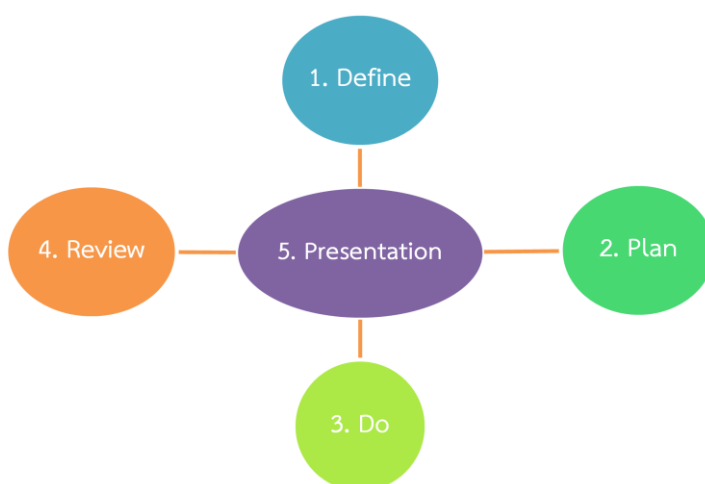 1. Define
2. Plan
3. Do
4. Review
5. Presentation